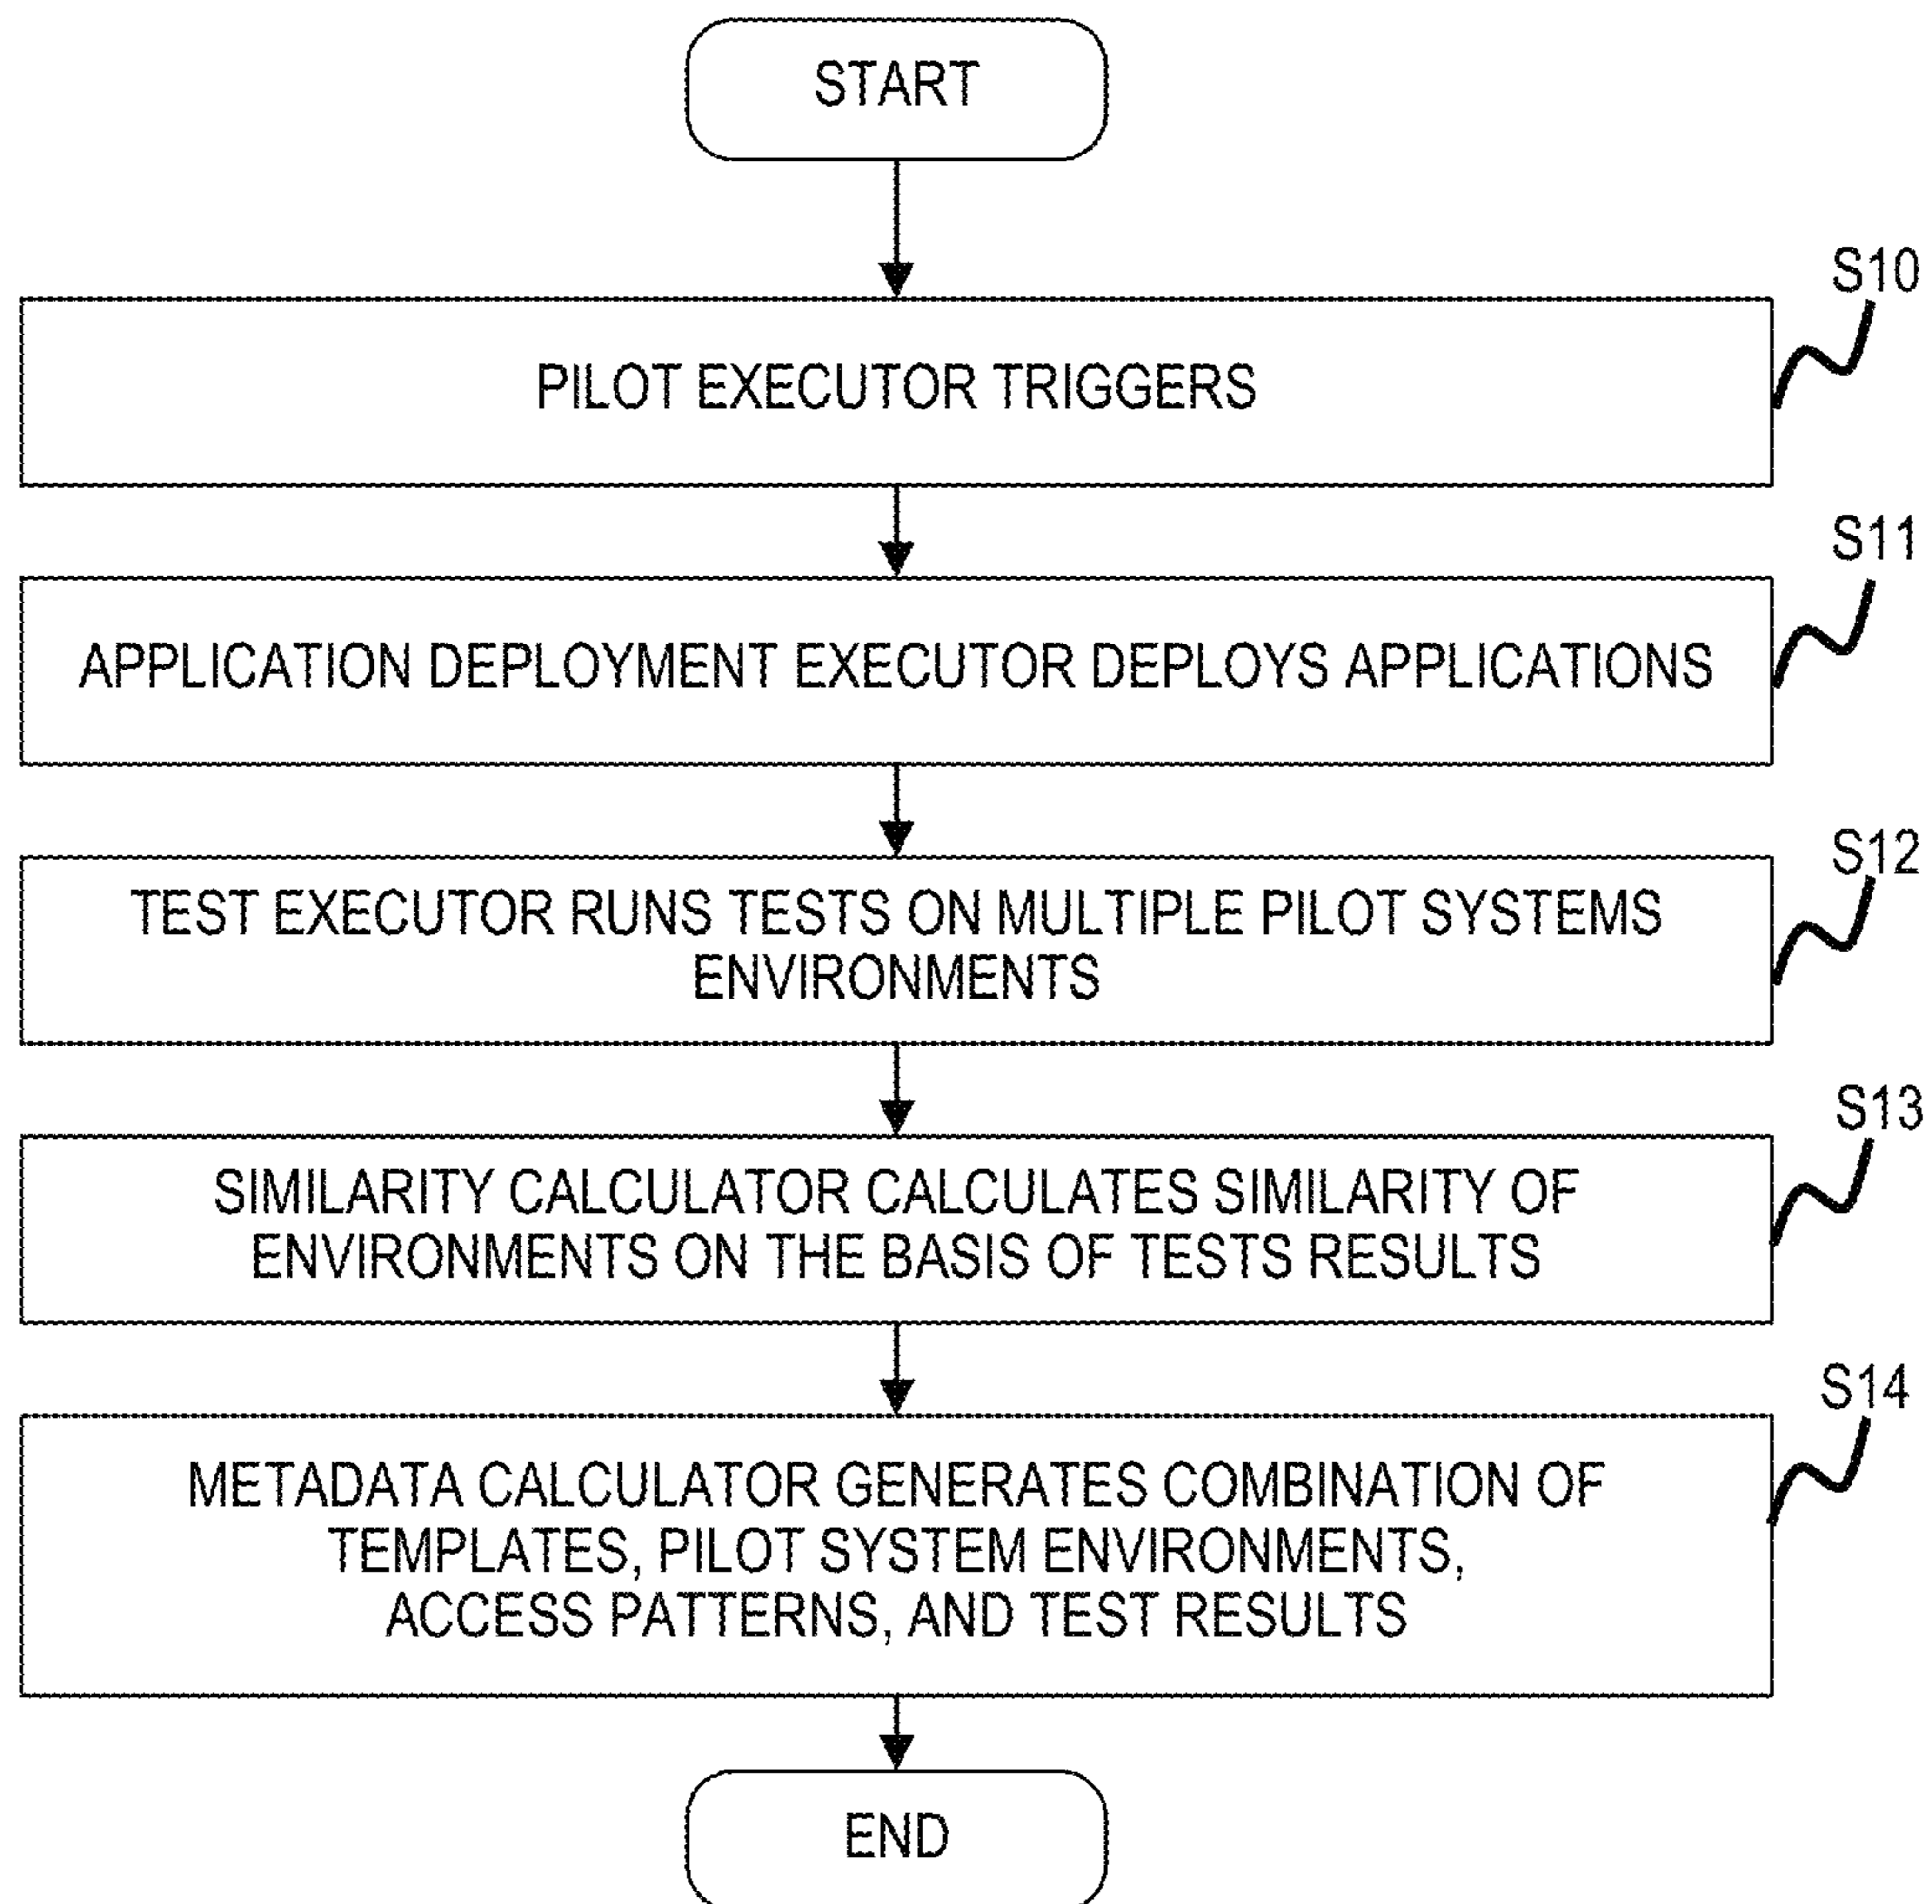 START
S10
PILOT EXECUTOR TRIGGERS
S11
APPLICATION DEPLOYMENT EXECUTOR DEPLOYS APPLICATIONS
S12
TEST EXECUTOR RUNS TESTS ON MULTIPLE PILOT SYSTEMS
ENVIRONMENTS
S13
SIMILARITY CALCULATOR CALCULATES SIMILARITY OF
ENVIRONMENTS ON THE BASIS OF TESTS RESULTS
S14
METADATA CALCULATOR GENERATES COMBINATION OF
TEMPLATES, PILOT SYSTEM ENVIRONMENTS,
ACCESS PATTERNS, AND TEST RESULTS
END